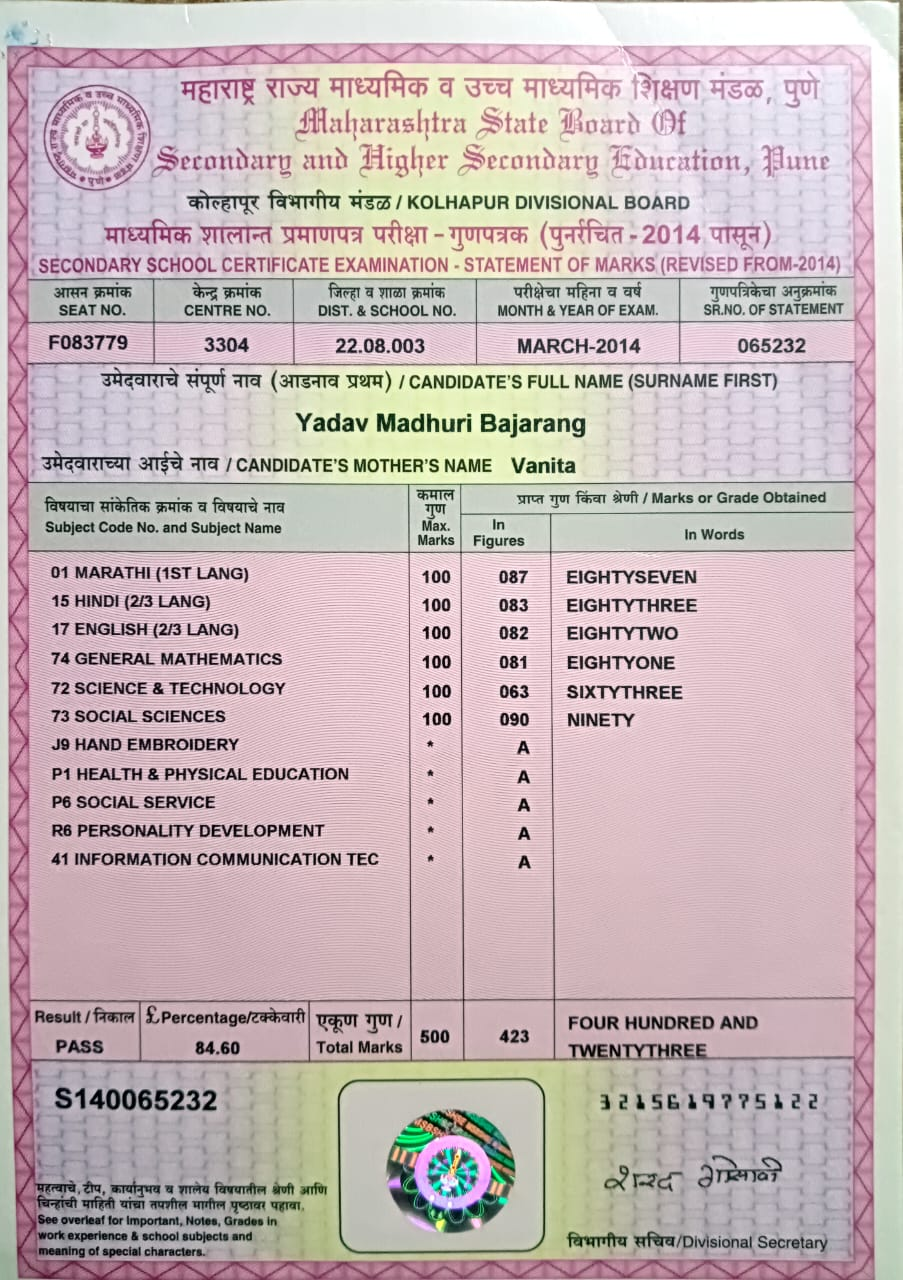 महाराष्ट्र राज्य माध्यमिक व उच्च माध्यमिक शिक्षण मंडळ, पुणे
Maharashtra State Board Of
Secondary and Higher Secondary Education, Pune
कोल्हापूर विभागीय मंडळ / KOLHAPUR DIVISIONAL BOARD
माध्यमिक शालान्त प्रमाणपत्र परीक्षा - गुणपत्रक (पुनर्रचित - 2014 पासून)
SECONDARY SCHOOL CERTIFICATE EXAMINATION - STATEMENT OF MARKS (REVISED FROM-2014)
आसन क्रमांक केन्द्र क्रमांक जिल्हा व शाळा क्रमांक परीक्षेचा महिना व वर्ष गुणपत्रिकेचा अनुक्रमांक
SEAT NO. CENTRE NO. DIST. & SCHOOL NO. MONTH & YEAR OF EXAM. SR.NO. OF STATEMENT
F083779 3304 22.08.003 MARCH-2014 065232
उमेदवाराचे संपूर्ण नाव (आडनाव प्रथम) / CANDIDATE'S FULL NAME (SURNAME FIRST)
Yadav Madhuri Bajarang
उमेदवाराच्या आईचे नाव / CANDIDATE'S MOTHER'S NAME Vanita
विषयाचा सांकेतिक क्रमांक व विषयाचे नाव
Subject Code No. and Subject Name
कमाल
गुण
Max.
Marks
प्राप्त गुण किंवा श्रेणी / Marks or Grade Obtained
In
Figures
In Words
01 MARATHI (1ST LANG) 100 087 EIGHTYSEVEN
15 HINDI (2/3 LANG) 100 083 EIGHTYTHREE
17 ENGLISH (2/3 LANG) 100 082 EIGHTYTWO
74 GENERAL MATHEMATICS 100 081 EIGHTYONE
72 SCIENCE & TECHNOLOGY 100 063 SIXTYTHREE
73 SOCIAL SCIENCES 100 090 NINETY
J9 HAND EMBROIDERY * A
P1 HEALTH & PHYSICAL EDUCATION * A
P6 SOCIAL SERVICE * A
R6 PERSONALITY DEVELOPMENT * A
41 INFORMATION COMMUNICATION TEC * A
Result / निकाल £Percentage/टक्केवारी एकूण गुण /
PASS 84.60 Total Marks 500 423 FOUR HUNDRED AND
TWENTYTHREE
S140065232
3215619775122
महत्वाचे, टीप, कार्यानुभव व शालेय विषयातील श्रेणी आणि
चिन्हांची माहिती यांचा तपशील मागील पृष्ठावर पहावा.
See overleaf for Important, Notes, Grades in
work experience & school subjects and
meaning of special characters.
विभागीय सचिव/Divisional Secretary